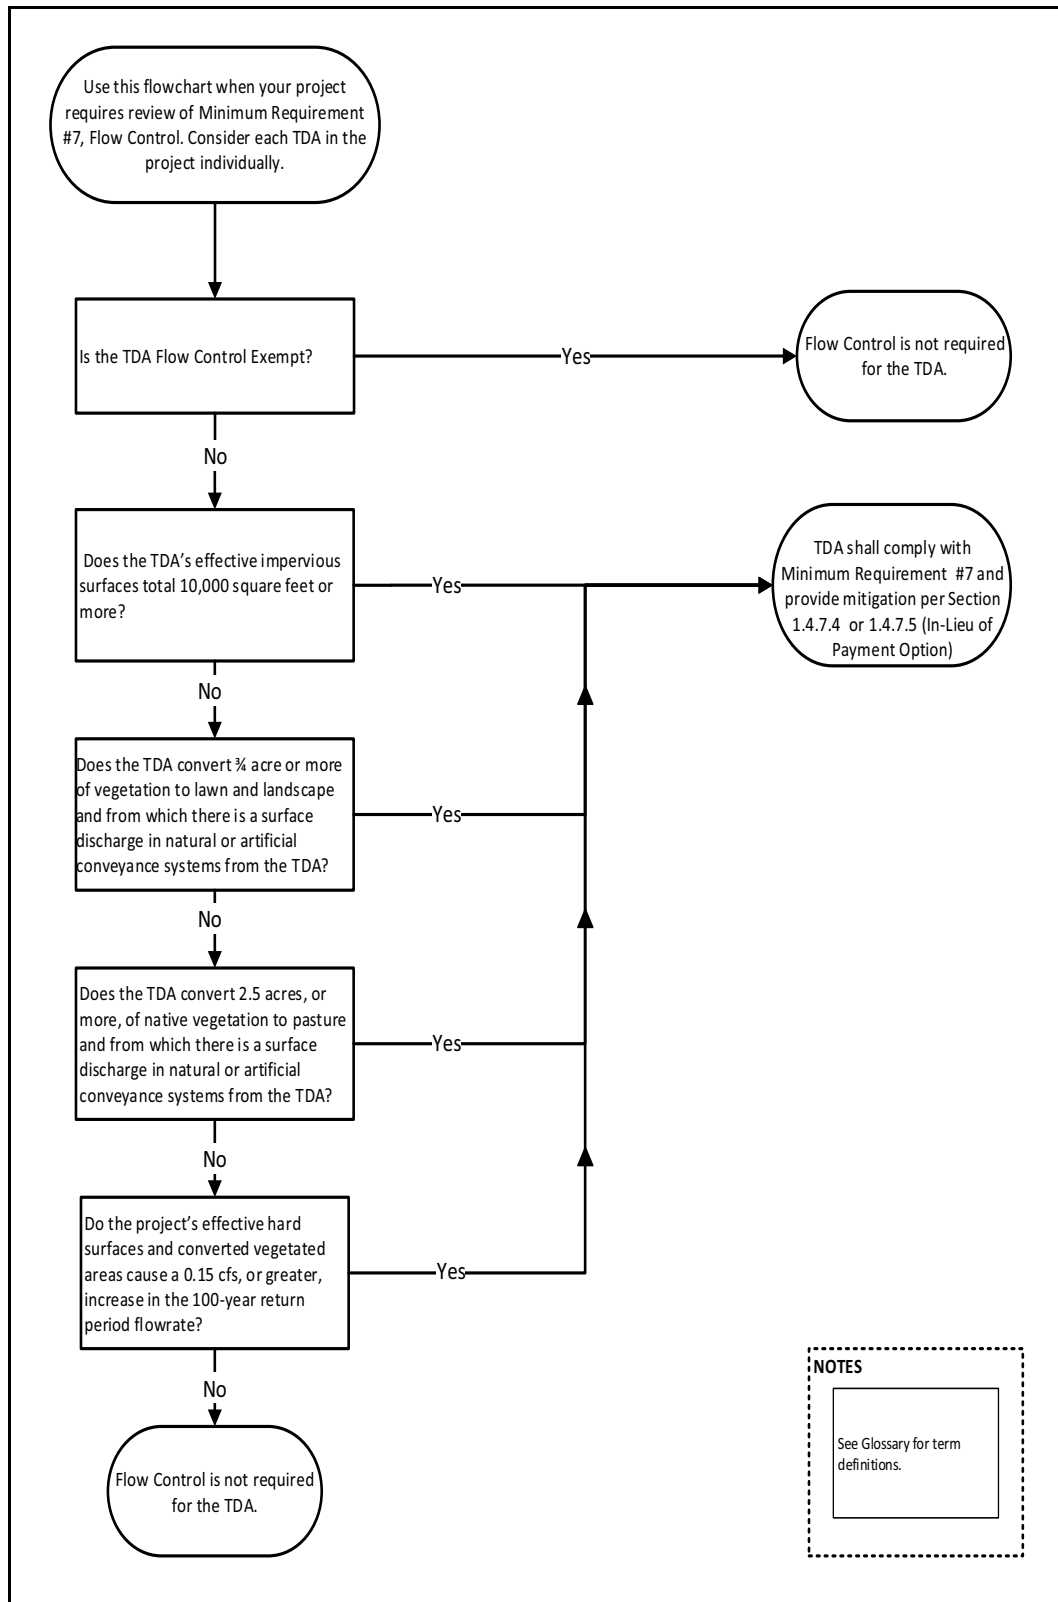 Use this flowchart when your project
requires review of Minimum Requirement
#7, Flow Control. Consider each TDA in the
project individually.
Is the TDA Flow Control Exempt?
Yes
Flow Control is not required
for the TDA.
No
Does the TDA's effective impervious
surfaces total 10,000 square feet or
more?
Yes
TDA shall comply with
Minimum Requirement #7 and
provide mitigation per Section
1.4.7.4 or 1.4.7.5 (In-Lieu of
Payment Option)
No
Does the TDA convert ¾ acre or more
of vegetation to lawn and landscape
and from which there is a surface
discharge in natural or artificial
conveyance systems from the TDA?
Yes
No
Does the TDA convert 2.5 acres, or
more, of native vegetation to pasture
and from which there is a surface
discharge in natural or artificial
conveyance systems from the TDA?
Yes
No
Do the project's effective hard
surfaces and converted vegetated
areas cause a 0.15 cfs, or greater,
increase in the 100-year return
period flowrate?
Yes
No
Flow Control is not required
for the TDA.
NOTES
See Glossary for term
definitions.